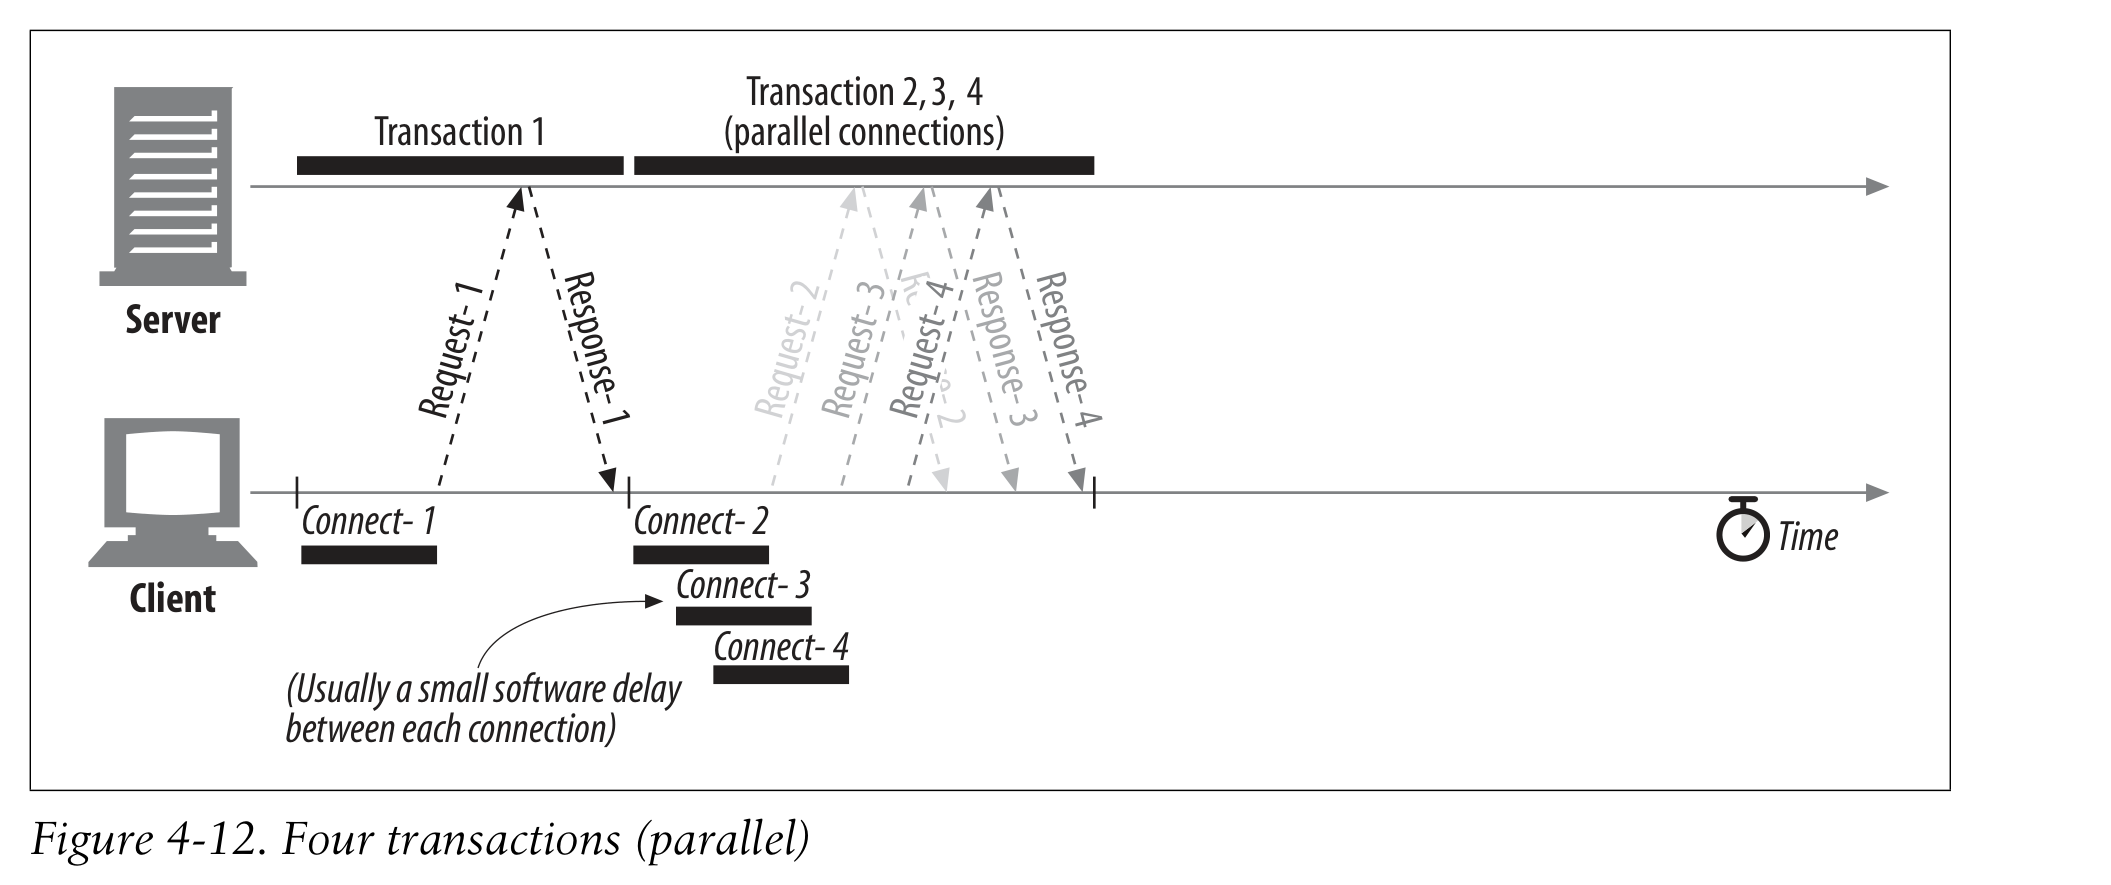 Transaction 2, 3, 4
Transaction 1
(parallel connections)
Request- 1
Response- 1
Request- 2
Request- 3
Request- 4
Response- 3
Response- 4
Server
Connect- 1
Connect- 2
Time
Connect- 3
Client
Connect- 4
(Usually a small software delay
between each connection)
Figure 4-12. Four transactions (parallel)